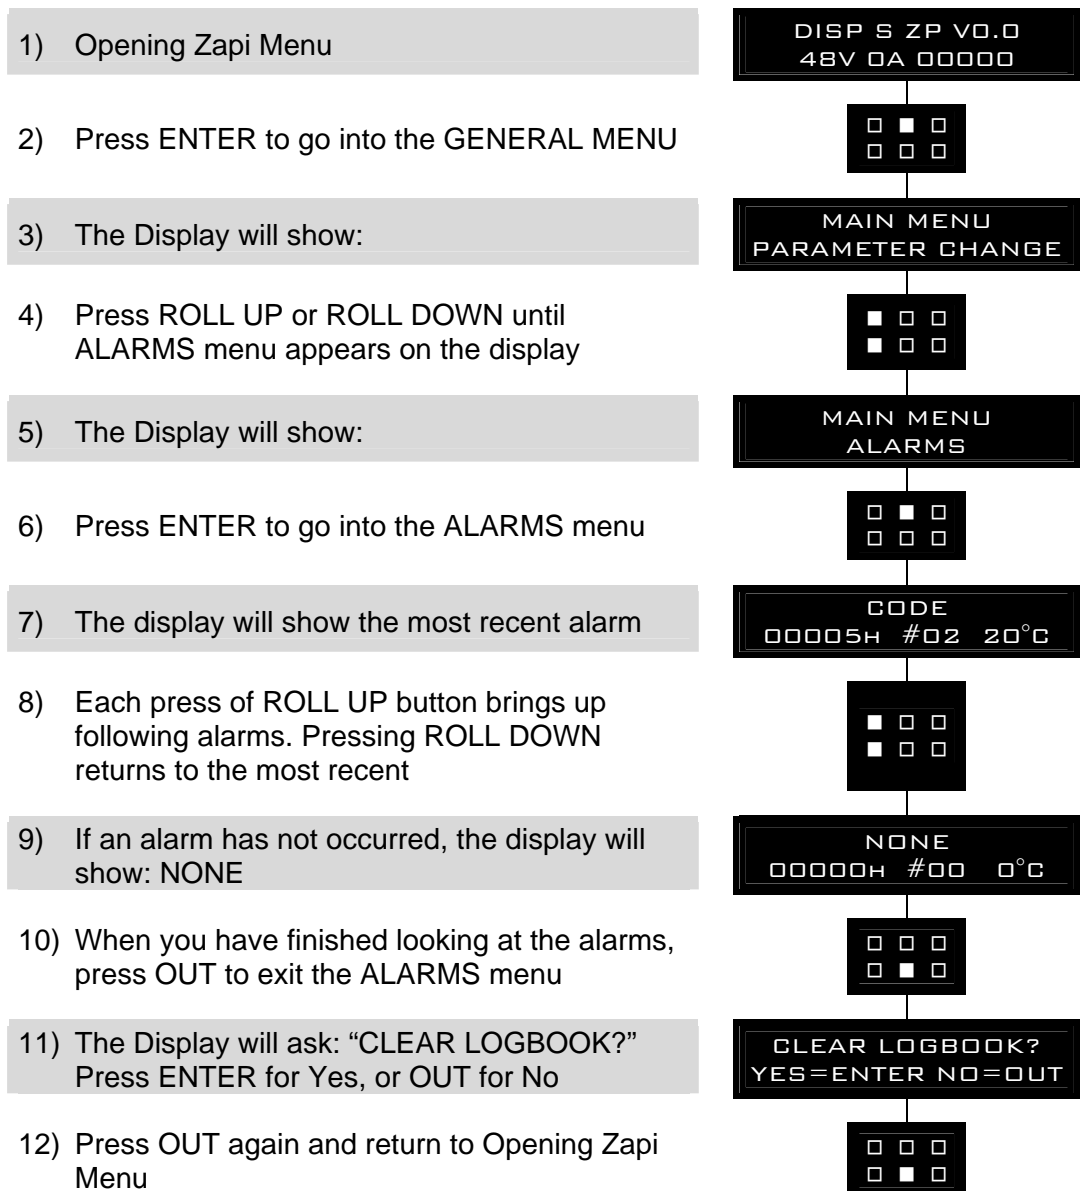 1) Opening Zapi Menu
DISP S ZP V0.0
48V 0A 00000
2) Press ENTER to go into the GENERAL MENU
3) The Display will show:
MAIN MENU
PARAMETER CHANGE
4) Press ROLL UP or ROLL DOWN until
ALARMS menu appears on the display
5) The Display will show:
MAIN MENU
ALARMS
6) Press ENTER to go into the ALARMS menu
7) The display will show the most recent alarm
CODE
00005H #02 20°C
8) Each press of ROLL UP button brings up
following alarms. Pressing ROLL DOWN
returns to the most recent
9) If an alarm has not occurred, the display will
show: NONE
NONE
00000H #00 0°C
10) When you have finished looking at the alarms,
press OUT to exit the ALARMS menu
11) The Display will ask: “CLEAR LOGBOOK?”
Press ENTER for Yes, or OUT for No
CLEAR LOGBOOK?
YES=ENTER NO=OUT
12) Press OUT again and return to Opening Zapi
Menu